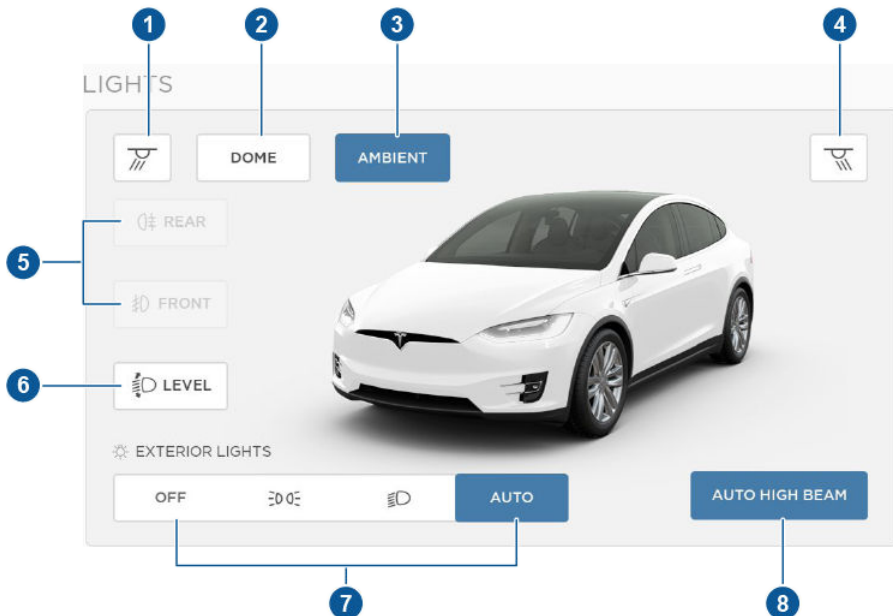 1 2 3 4
LIGHTS
DOME AMBIENT
REAR
5
FRONT
6 LEVEL
EXTERIOR LIGHTS
OFF AUTO AUTO HIGH BEAM
7 8